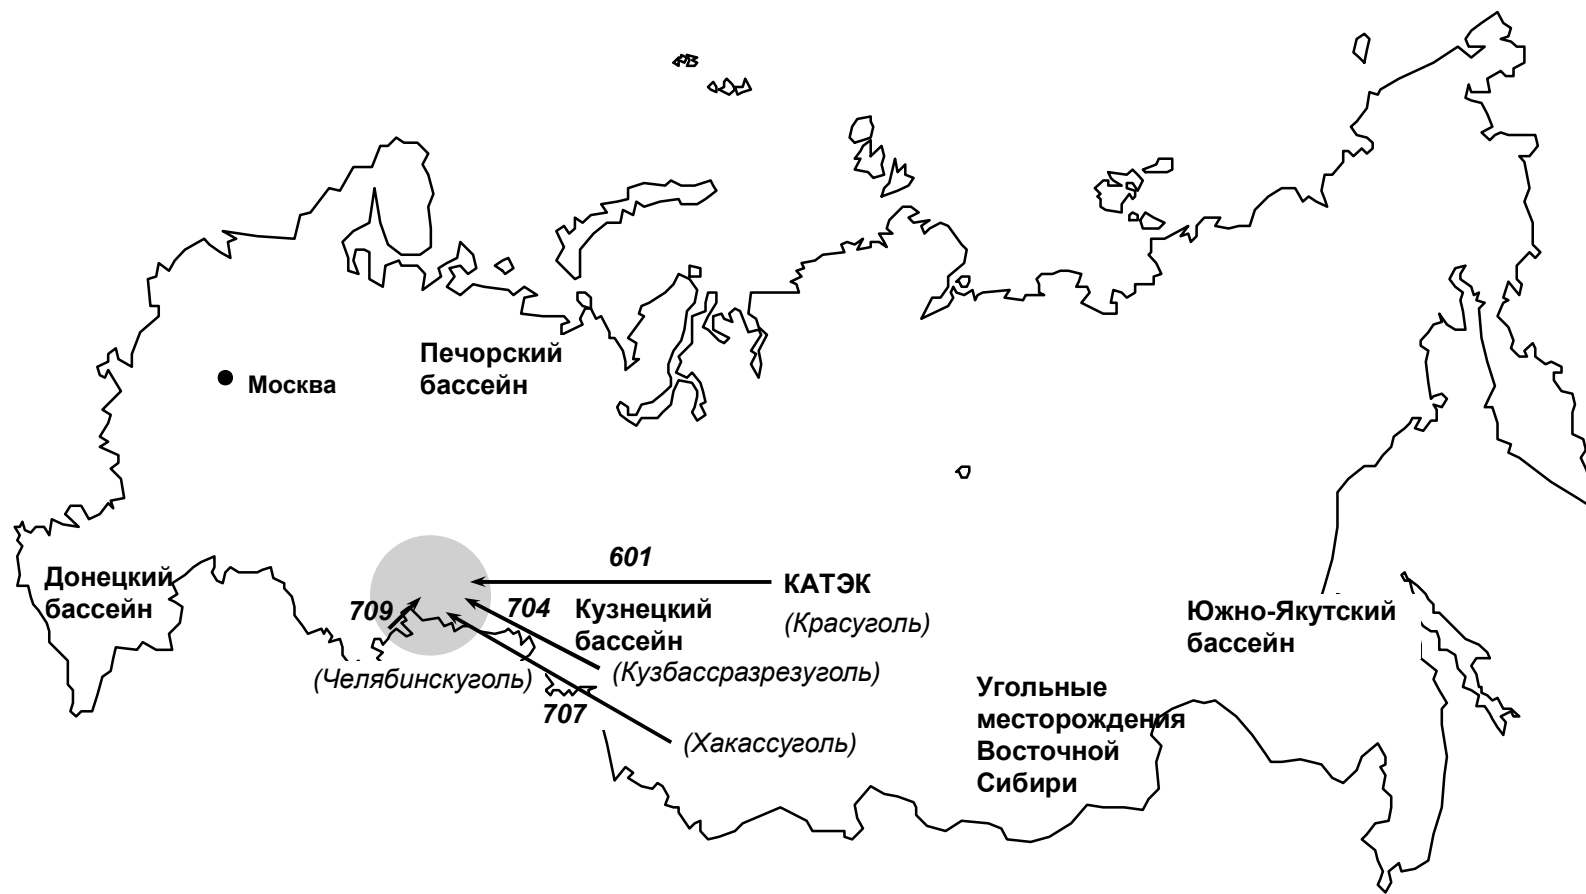 Печорский
бассейн
Москва
601
Донецкий
бассейн
КАТЭК
(Красуголь)
709
704
Кузнецкий
бассейн
(Кузбассразрезуголь)
Южно-Якутский
бассейн
(Челябинскуголь)
707
(Хакассуголь)
Угольные
месторождения
Восточной
Сибири